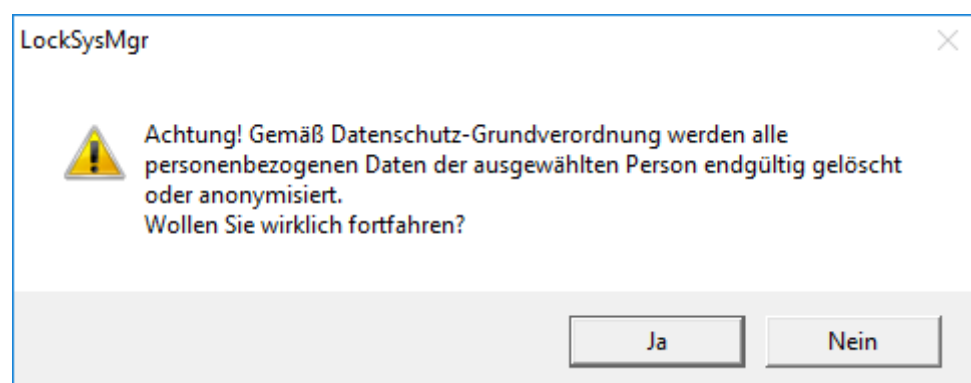 LockSysMgr
Achtung! Gemäß Datenschutz-Grundverordnung werden alle
personenbezogenen Daten der ausgewählten Person endgültig gelöscht
oder anonymisiert.
Wollen Sie wirklich fortfahren?
Ja
Nein